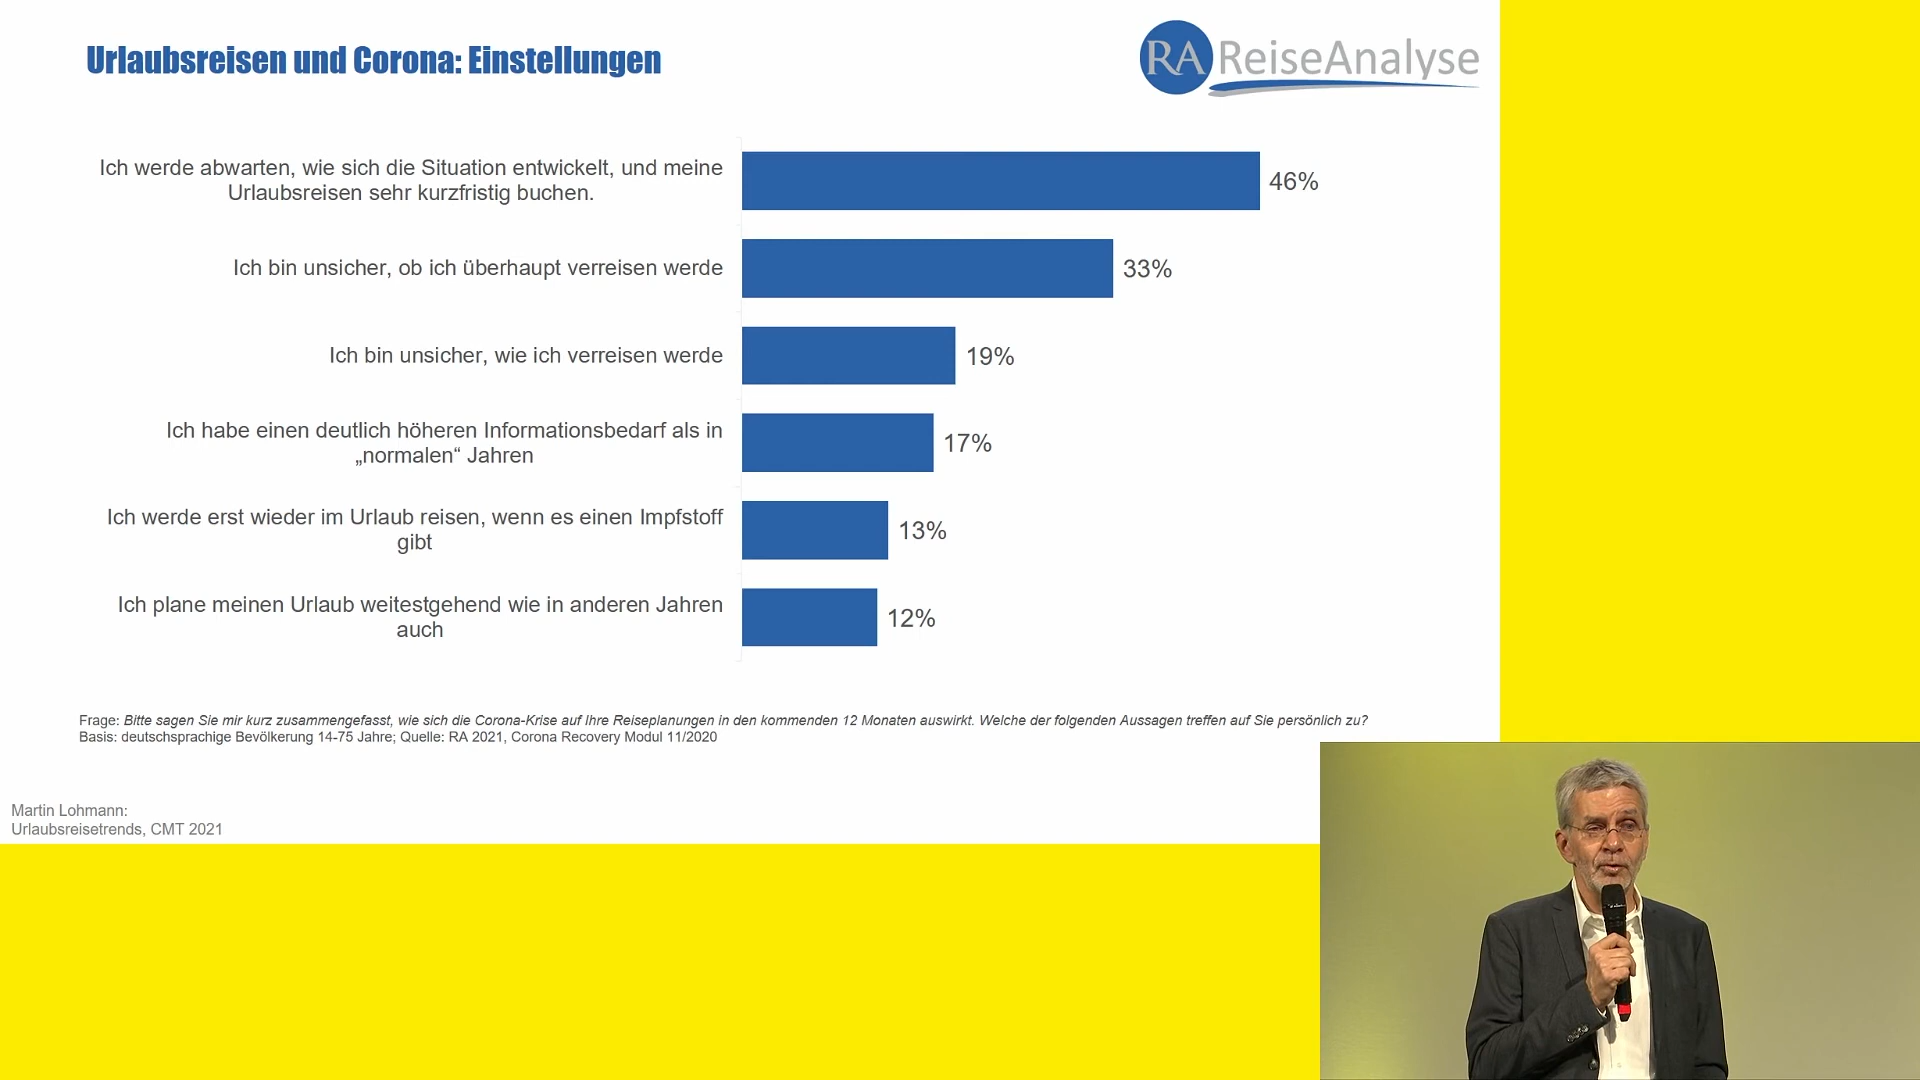 Urlaubsreisen und Corona: Einstellungen
RA ReiseAnalyse
Ich werde abwarten, wie sich die Situation entwickelt, und meine
Urlaubsreisen sehr kurzfristig buchen.
46%
Ich bin unsicher, ob ich überhaupt verreisen werde
33%
Ich bin unsicher, wie ich verreisen werde
19%
Ich habe einen deutlich höheren Informationsbedarf als in
„normalen“ Jahren
17%
Ich werde erst wieder im Urlaub reisen, wenn es einen Impfstoff
gibt
13%
Ich plane meinen Urlaub weitestgehend wie in anderen Jahren
auch
12%
Frage: Bitte sagen Sie mir kurz zusammengefasst, wie sich die Corona-Krise auf Ihre Reiseplanungen in den kommenden 12 Monaten auswirkt. Welche der folgenden Aussagen treffen auf Sie persönlich zu?
Basis: deutschsprachige Bevölkerung 14-75 Jahre; Quelle: RA 2021, Corona Recovery Modul 11/2020
Martin Lohmann:
Urlaubsreisetrends, CMT 2021